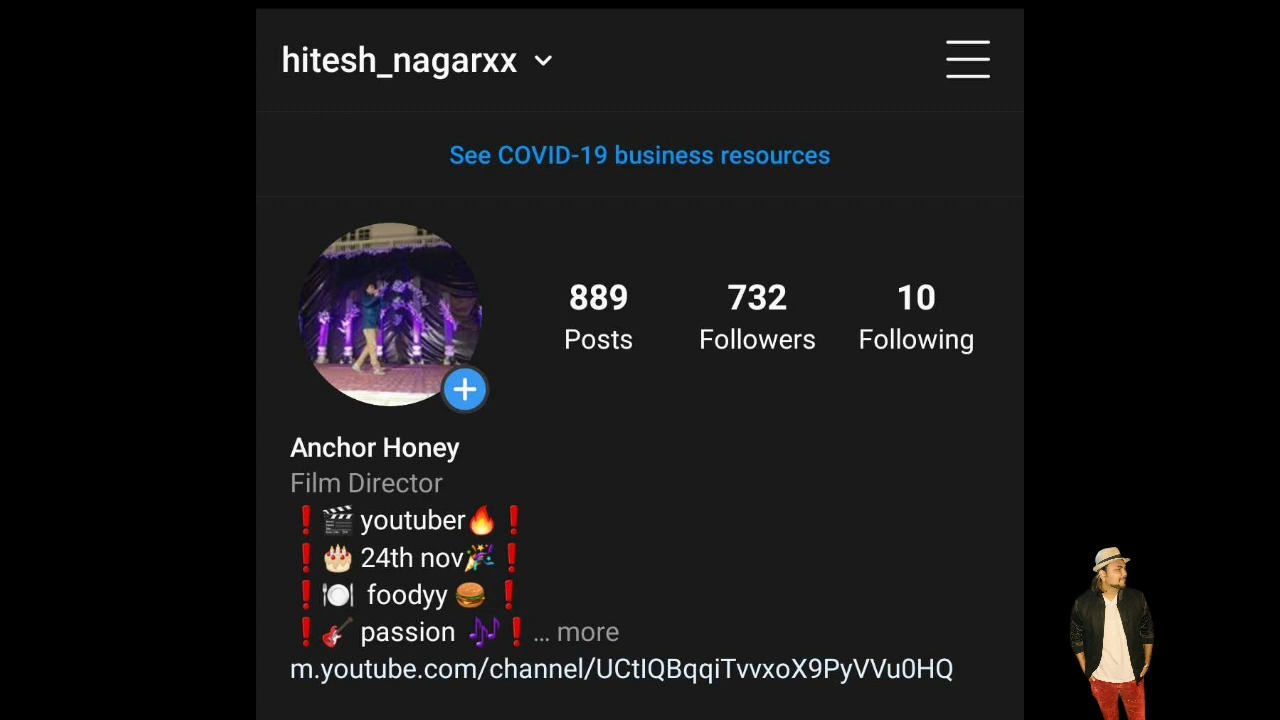 hitesh_nagarxx
See COVID-19 business resources
889 732 10
Posts Followers Following
Anchor Honey
Film Director
❗🎬 youtuber🔥❗
❗🎂 24th nov🎉❗
❗🍽 foodyy 🍔❗
❗🎸 passion 🎶❗... more
m.youtube.com/channel/UCtIQBqqiTvvxoX9PyVVu0HQ